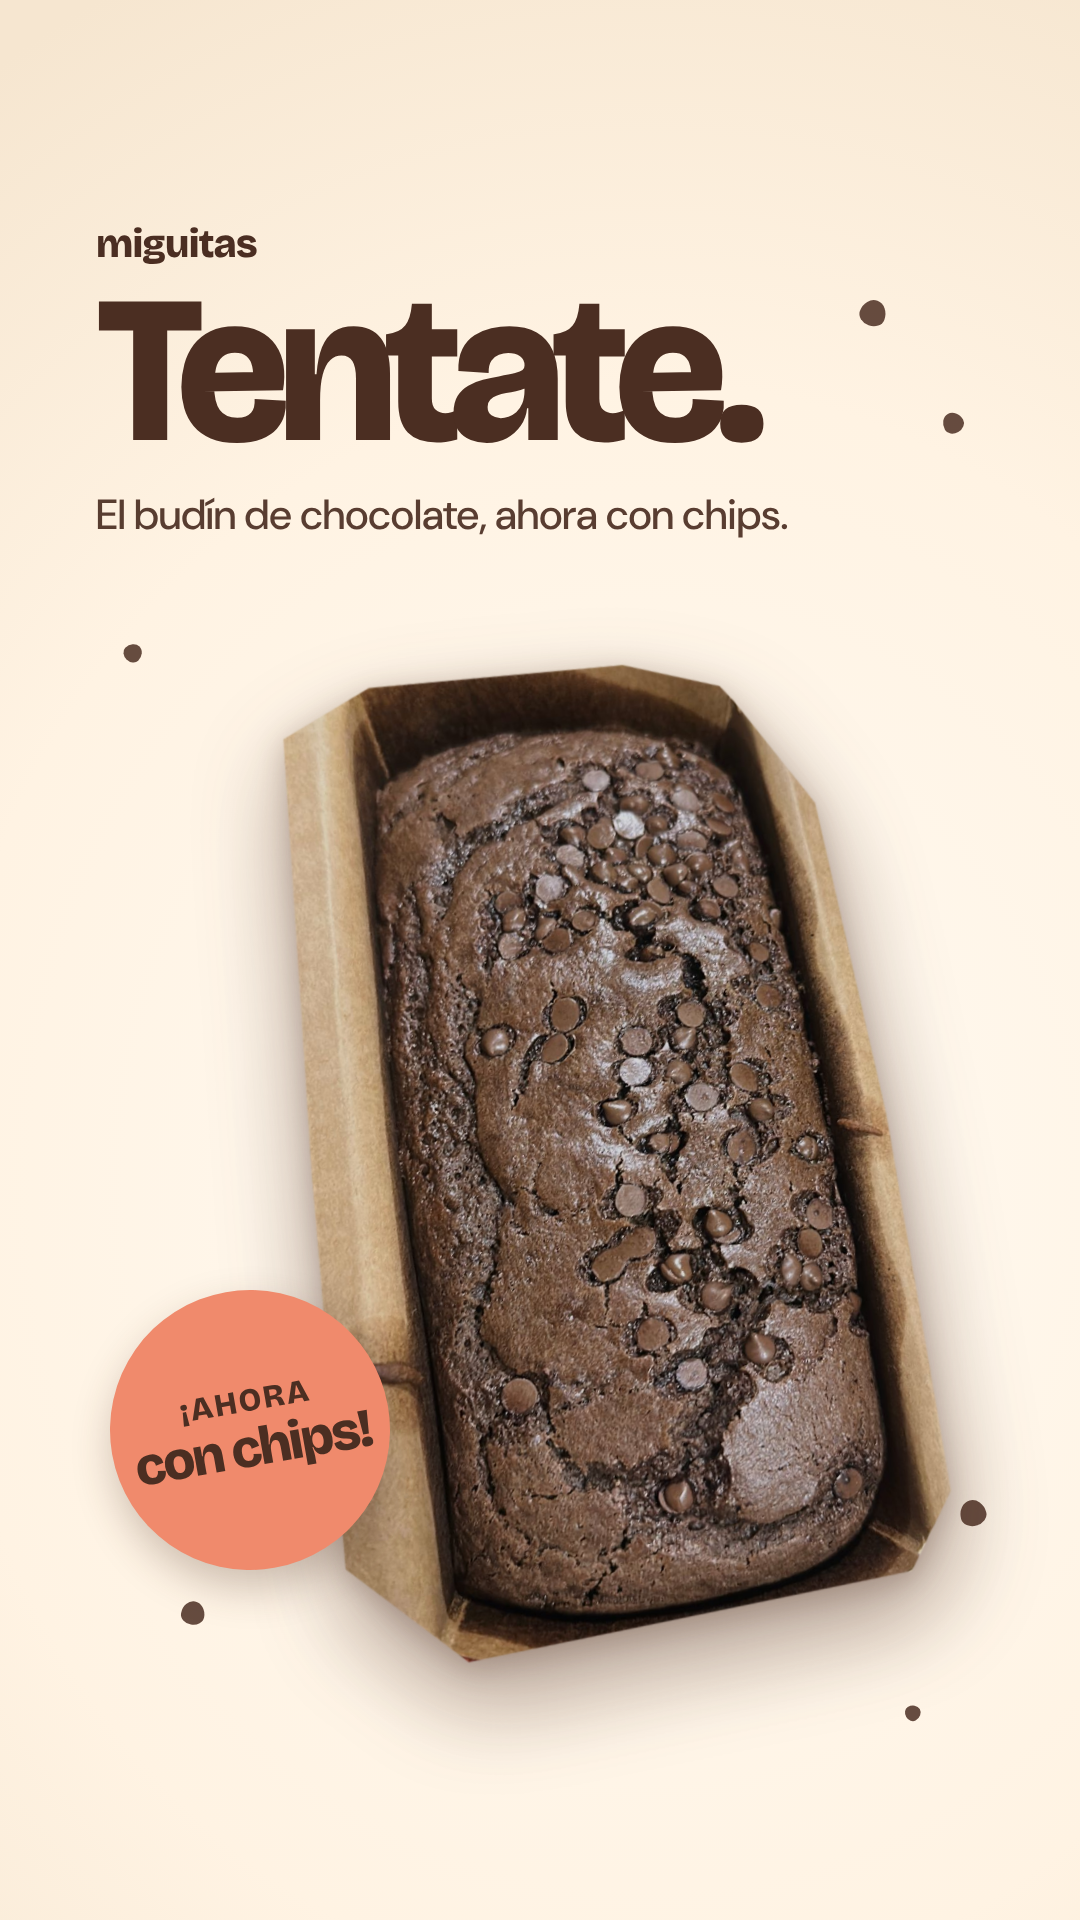 miguitas
Tentate.
El budín de chocolate, ahora con chips.
¡AHORA
con chips!